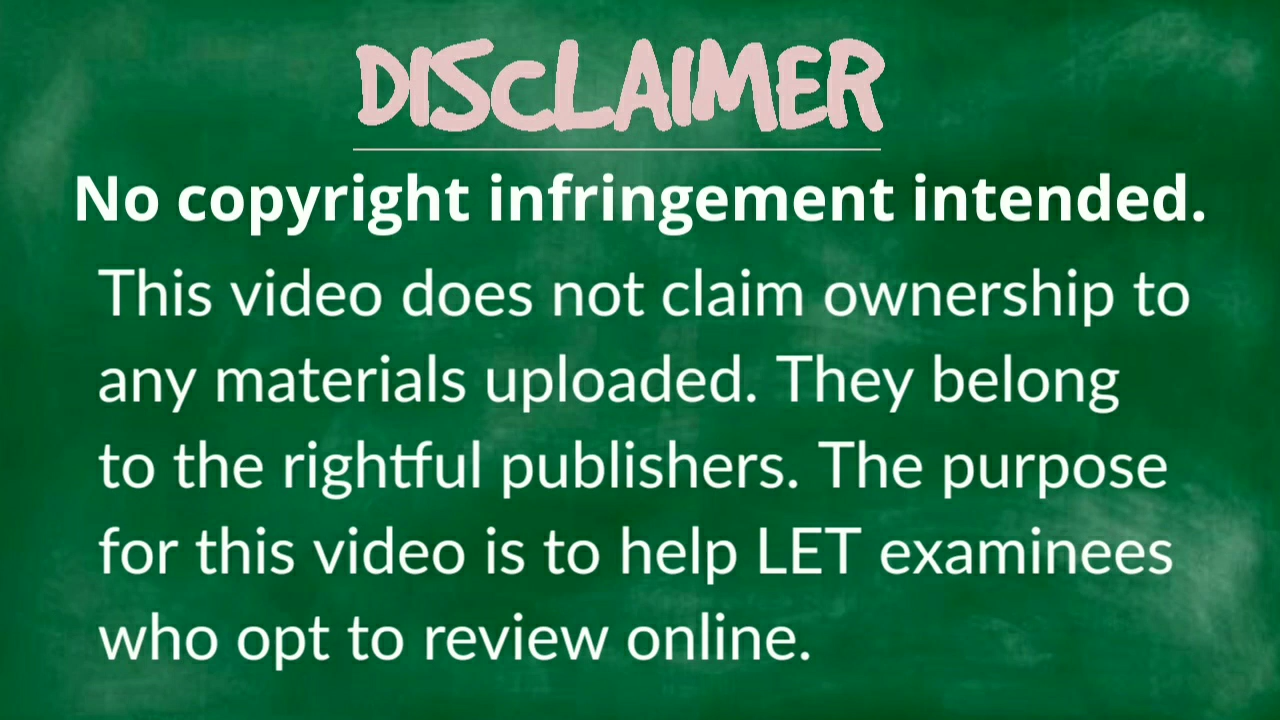 DISCLAIMER
No copyright infringement intended.
This video does not claim ownership to
any materials uploaded. They belong
to the rightful publishers. The purpose
for this video is to help LET examinees
who opt to review online.